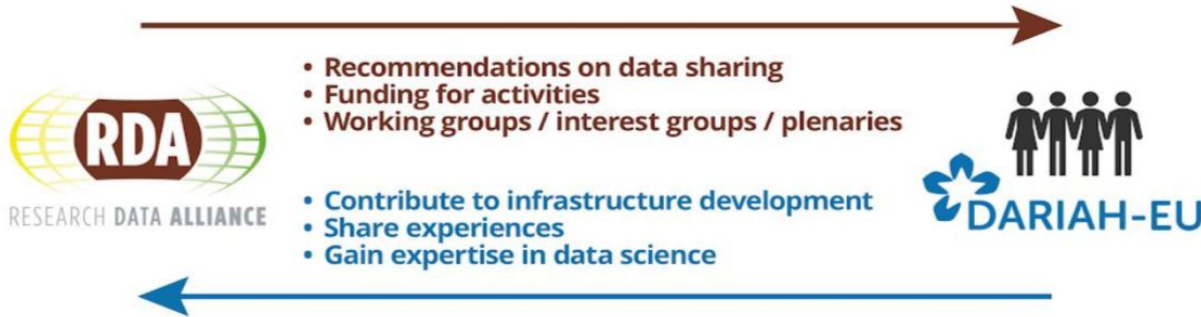 • Recommendations on data sharing
• Funding for activities
• Working groups / interest groups / plenaries
RDA
RESEARCH DATA ALLIANCE
• Contribute to infrastructure development
• Share experiences
• Gain expertise in data science
DARIAH-EU